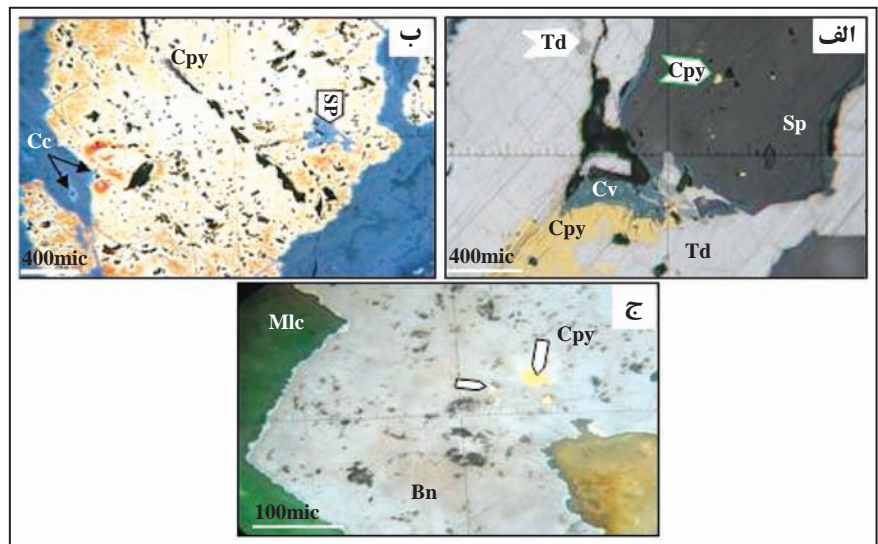 الف
Td
Cpy
Sp
Cv
Cpy
Td
400mic
ب
Cpy
SP
Cc
400mic
ج
Mlc
Cpy
Bn
100mic